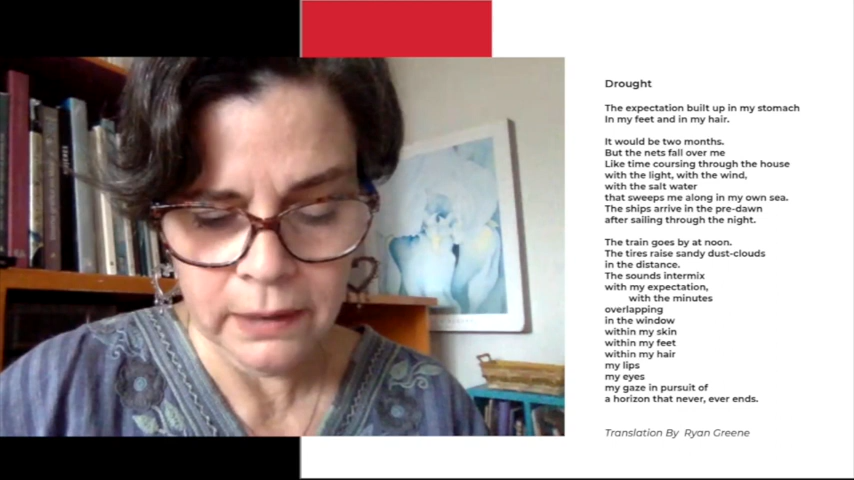 Drought
The expectation built up in my stomach
In my feet and in my hair.
It would be two months.
But the nets fall over me
Like time coursing through the house
with the light, with the wind,
with the salt water
that sweeps me along in my own sea.
The ships arrive in the pre-dawn
after sailing through the night.
The train goes by at noon.
The tires raise sandy dust-clouds
in the distance.
The sounds intermix
with my expectation,
with the minutes
overlapping
in the window
within my skin
within my feet
within my hair
my lips
my eyes
my gaze in pursuit of
a horizon that never, ever ends.
Translation By Ryan Greene